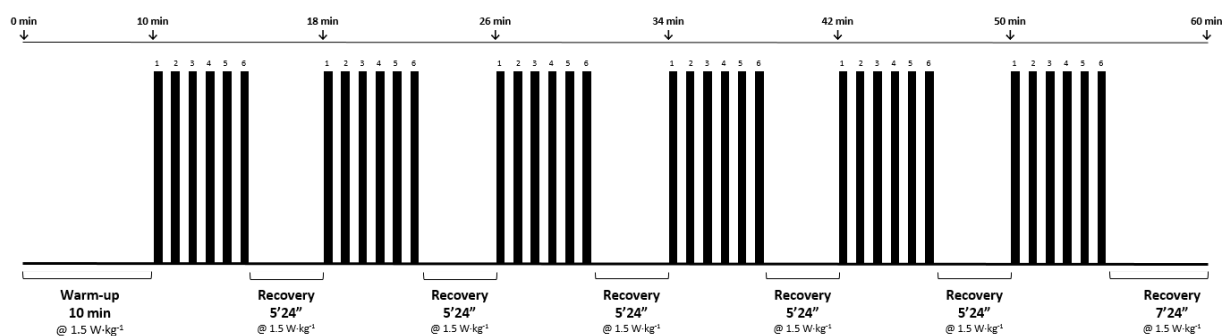 0 min 10 min 18 min 26 min 34 min 42 min 50 min 60 min
1 2 3 4 5 6 1 2 3 4 5 6 1 2 3 4 5 6 1 2 3 4 5 6 1 2 3 4 5 6 1 2 3 4 5 6
Warm-up Recovery Recovery Recovery Recovery Recovery Recovery
10 min 5’24” 5’24” 5’24” 5’24” 5’24” 7’24”
@ 1.5 W·kg⁻¹ @ 1.5 W·kg⁻¹ @ 1.5 W·kg⁻¹ @ 1.5 W·kg⁻¹ @ 1.5 W·kg⁻¹ @ 1.5 W·kg⁻¹ @ 1.5 W·kg⁻¹